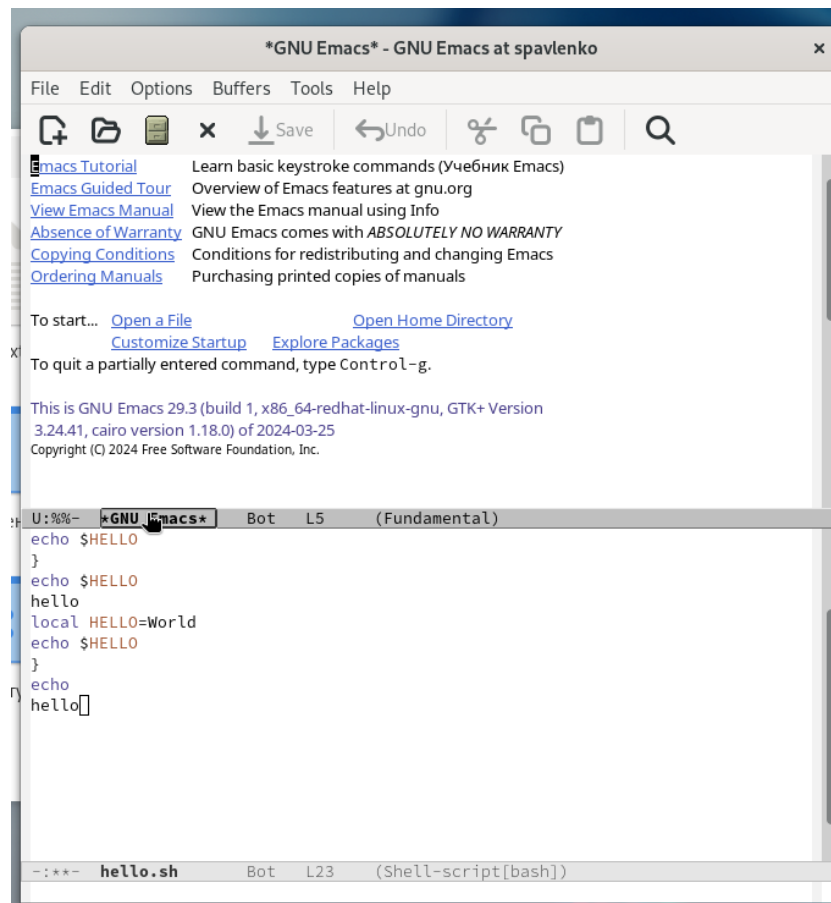 *GNU Emacs* - GNU Emacs at spavlenko
File Edit Options Buffers Tools Help
Save Undo
Emacs Tutorial Learn basic keystroke commands (Учебник Emacs)
Emacs Guided Tour Overview of Emacs features at gnu.org
View Emacs Manual View the Emacs manual using Info
Absence of Warranty GNU Emacs comes with ABSOLUTELY NO WARRANTY
Copying Conditions Conditions for redistributing and changing Emacs
Ordering Manuals Purchasing printed copies of manuals
To start... Open a File Open Home Directory
Customize Startup Explore Packages
To quit a partially entered command, type Control-g.
This is GNU Emacs 29.3 (build 1, x86_64-redhat-linux-gnu, GTK+ Version
3.24.41, cairo version 1.18.0) of 2024-03-25
Copyright (C) 2024 Free Software Foundation, Inc.
U:%%- *GNU Emacs* Bot L5 (Fundamental)
echo $HELLO
}
echo $HELLO
hello
local HELLO=World
echo $HELLO
}
echo
hello
-:**- hello.sh Bot L23 (Shell-script[bash])